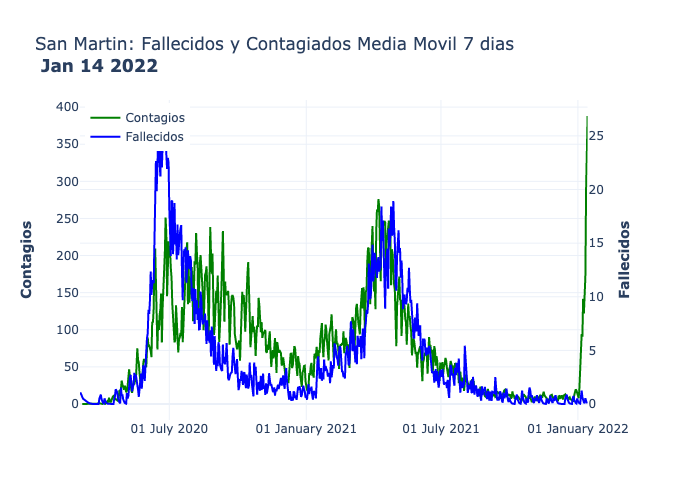 San Martin: Fallecidos y Contagiados Media Movil 7 dias
Jan 14 2022
Contagios
Fallecidos
400
350
300
250
200
150
100
50
0
25
20
15
10
5
0
Contagios
Fallecidos
01 July 2020
01 January 2021
01 July 2021
01 January 2022